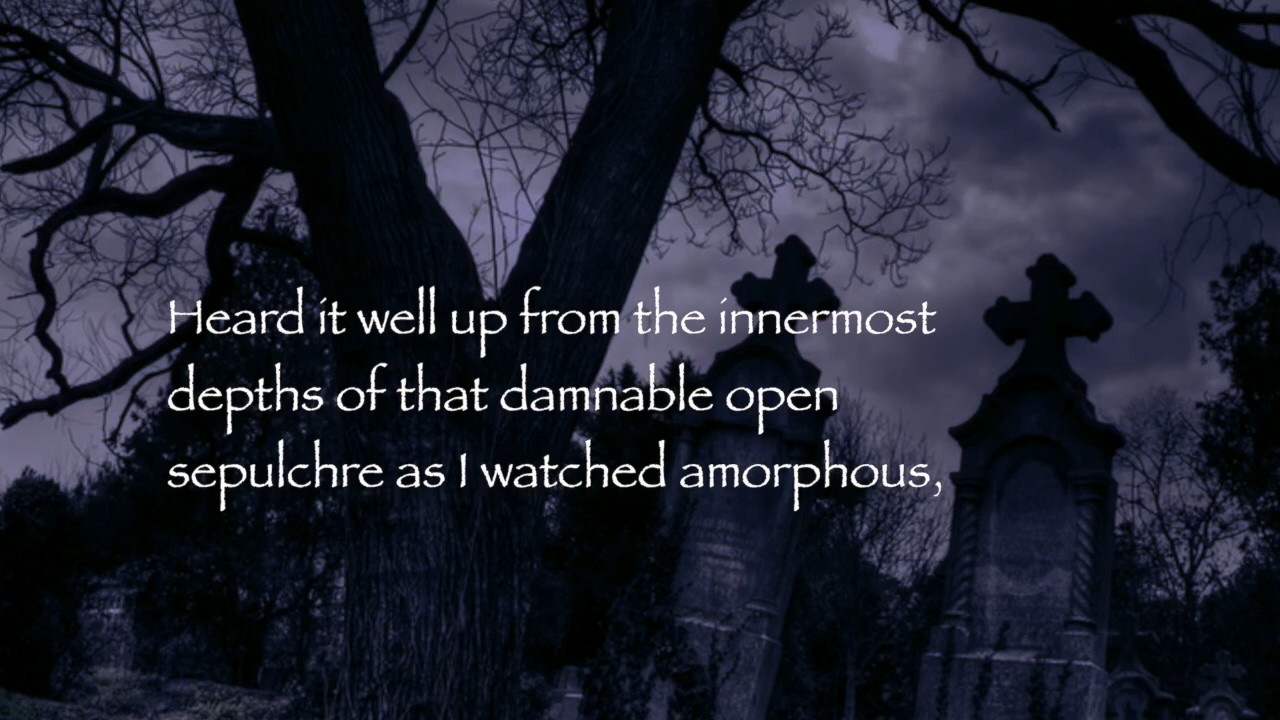 Heard it well up from the innermost
depths of that damnable open
sepulchre as I watched amorphous,